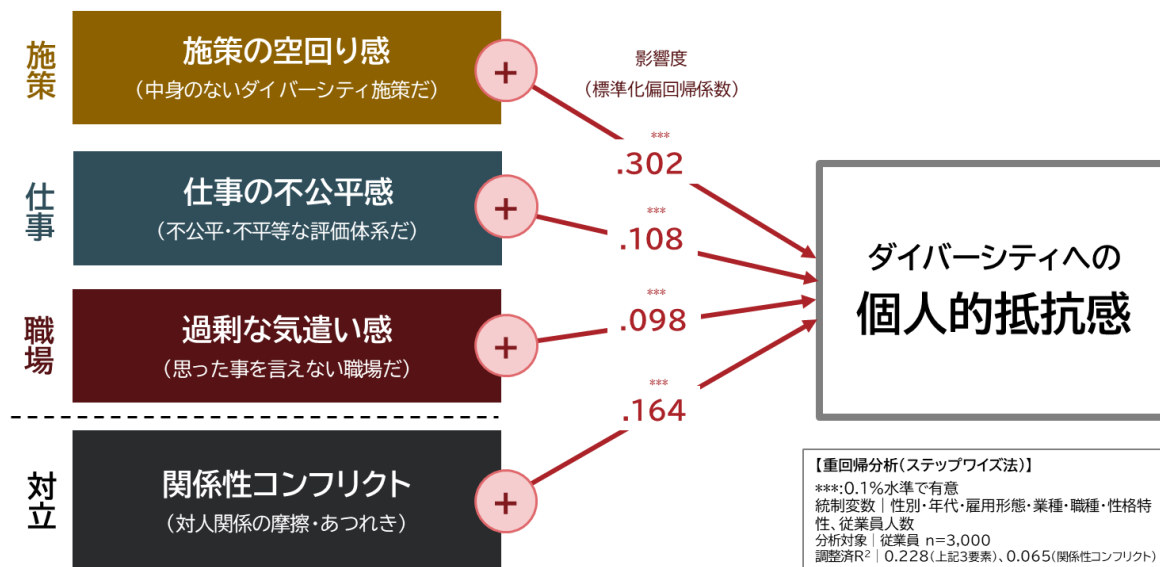 施策
施策の空回り感
（中身のないダイバーシティ施策だ）
+
影響度
（標準化偏回帰係数）
***
.302
仕事
仕事の不公平感
（不公平・不平等な評価体系だ）
+
***
.108
職場
過剰な気遣い感
（思った事を言えない職場だ）
+
***
.098
対立
関係性コンフリクト
（対人関係の摩擦・あつれき）
+
***
.164
ダイバーシティへの
個人的抵抗感
【重回帰分析（ステップワイズ法）】
***:0.1%水準で有意
統制変数｜性別・年代・雇用形態・業種・職種・性格特
性、従業員人数
分析対象｜従業員 n=3,000
調整済R²｜0.228（上記3要素）、0.065（関係性コンフリクト）